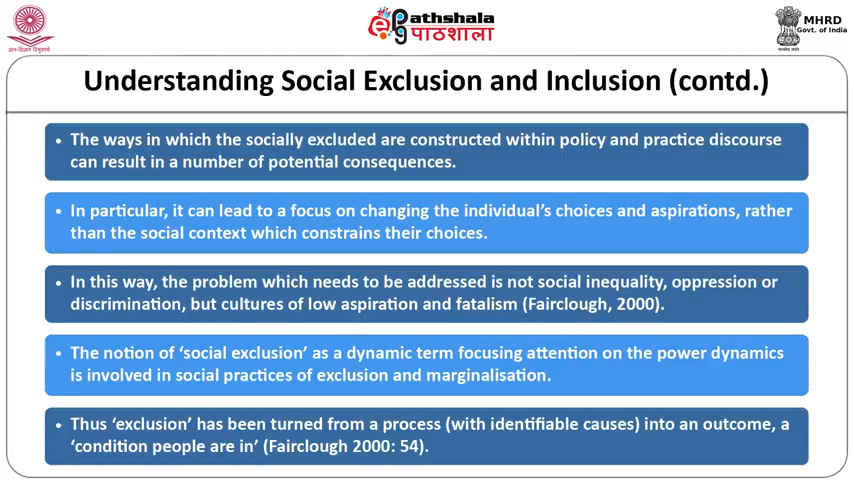 ज्ञान-विज्ञान विमुक्तये
Pathshala
पाठशाला
MHRD
Govt. of India
सत्यमेव जयते
Understanding Social Exclusion and Inclusion (contd.)
• The ways in which the socially excluded are constructed within policy and practice discourse
can result in a number of potential consequences.
• In particular, it can lead to a focus on changing the individual's choices and aspirations, rather
than the social context which constrains their choices.
• In this way, the problem which needs to be addressed is not social inequality, oppression or
discrimination, but cultures of low aspiration and fatalism (Fairclough, 2000).
• The notion of 'social exclusion' as a dynamic term focusing attention on the power dynamics
is involved in social practices of exclusion and marginalisation.
• Thus 'exclusion' has been turned from a process (with identifiable causes) into an outcome, a
'condition people are in' (Fairclough 2000: 54).